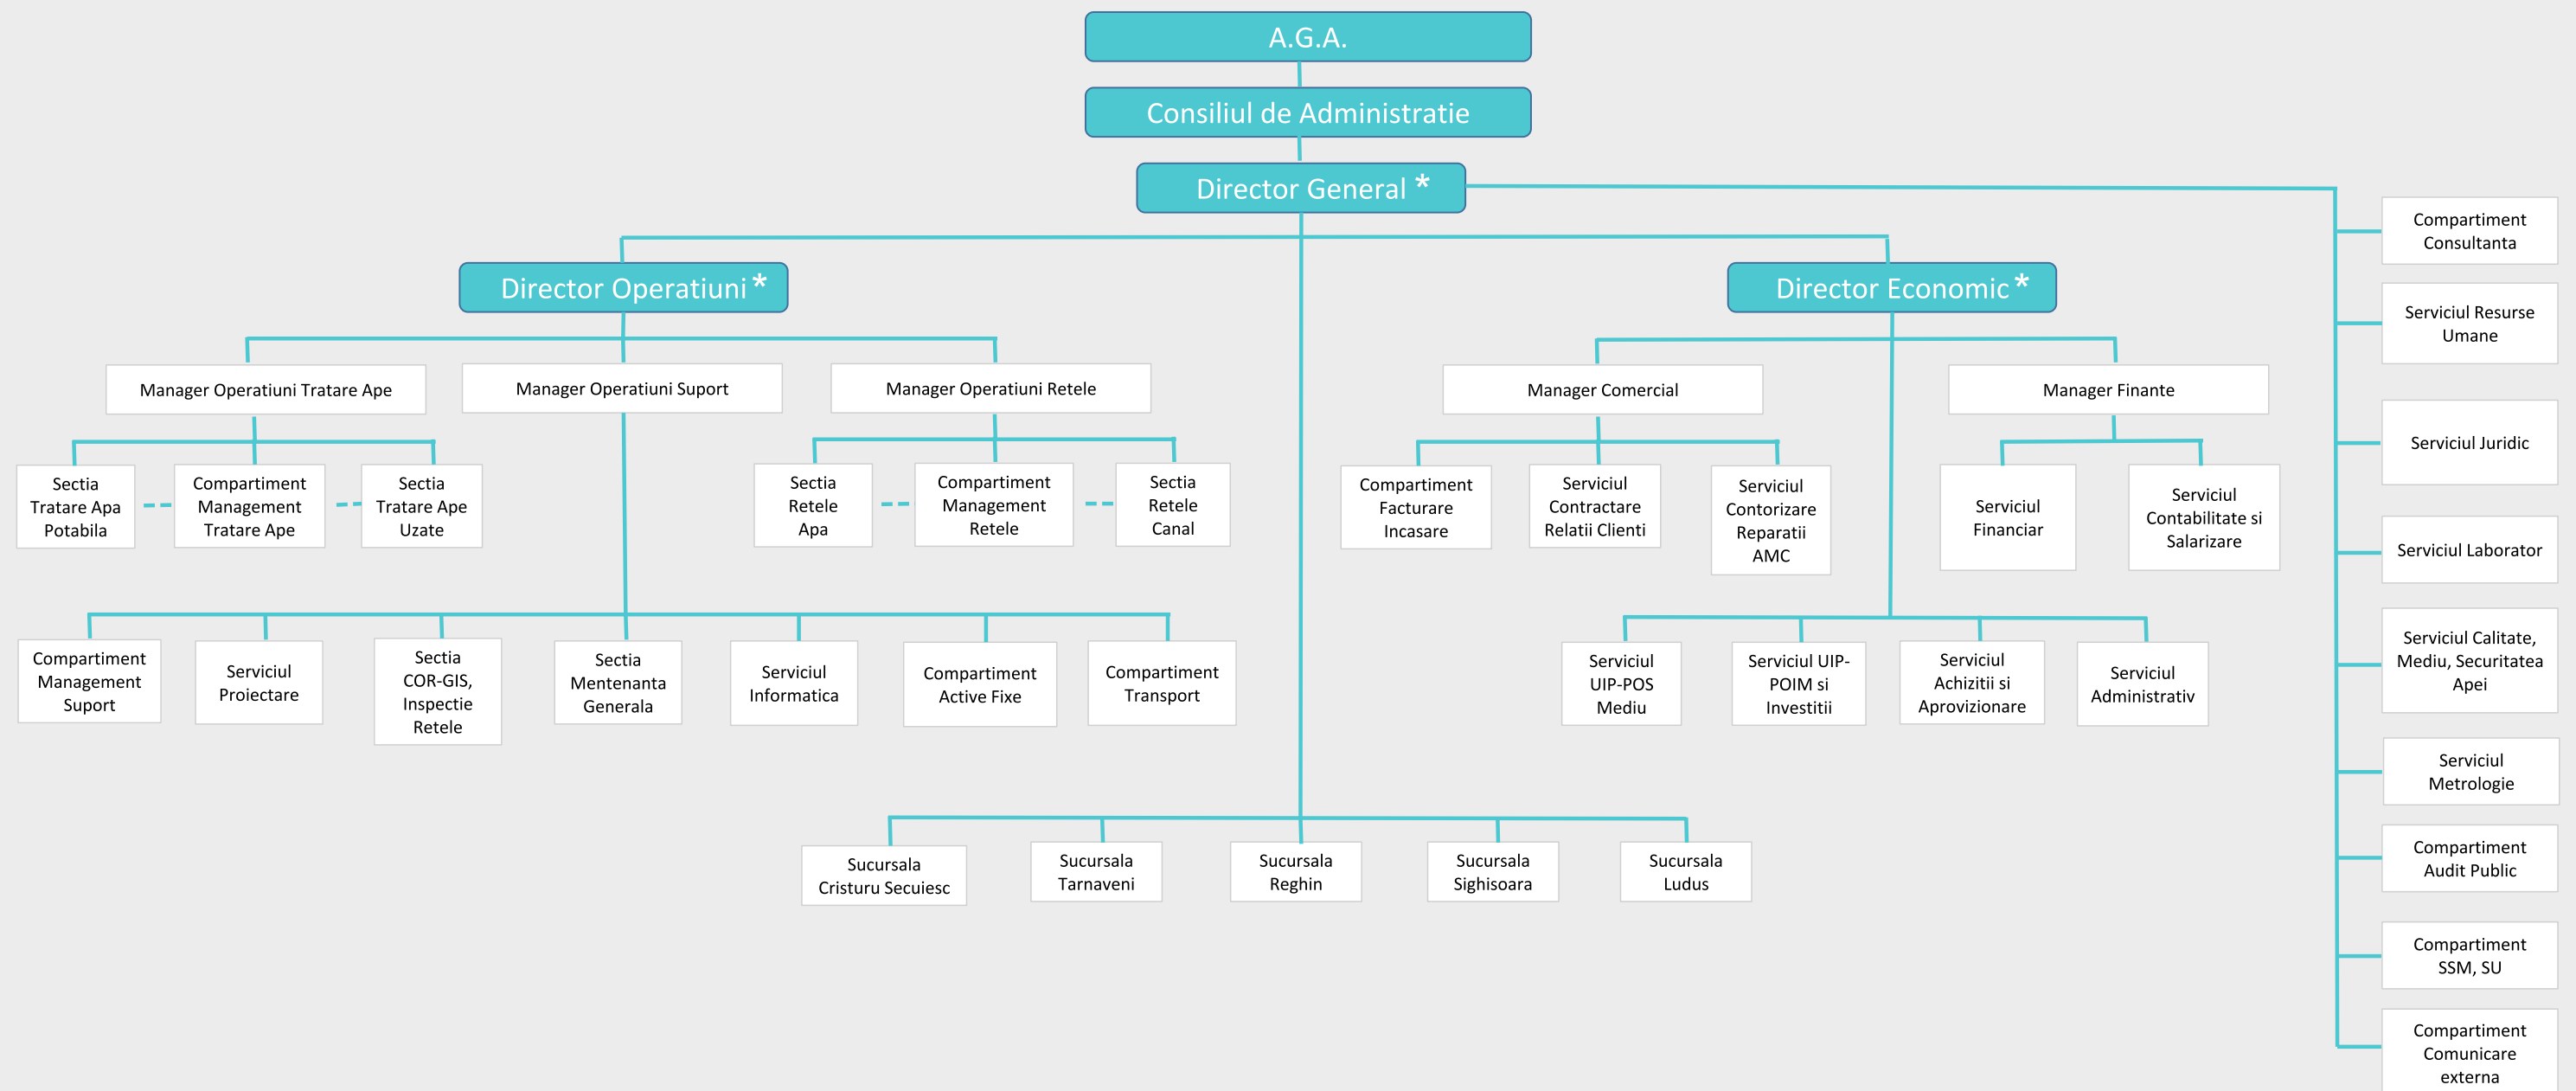 A.G.A.
Consiliul de Administratie
Director General *
Director Operatiuni *
Director Economic *
Manager Operatiuni Tratare Ape
Manager Operatiuni Suport
Manager Operatiuni Retele
Manager Comercial
Manager Finante
Sectia
Tratare Apa
Potabila
Compartiment
Management
Tratare Ape
Sectia
Tratare Ape
Uzate
Sectia
Retele
Apa
Compartiment
Management
Retele
Sectia
Retele
Canal
Compartiment
Facturare
Incasare
Serviciul
Contractare
Relatii Clienti
Serviciul
Contorizare
Reparatii
AMC
Serviciul
Financiar
Serviciul
Contabilitate si
Salarizare
Compartiment
Management
Suport
Serviciul
Proiectare
Sectia
COR-GIS,
Inspectie
Retele
Sectia
Mentenanta
Generala
Serviciul
Informatica
Compartiment
Active Fixe
Compartiment
Transport
Serviciul
UIP-POS
Mediu
Serviciul UIP-
POIM si
Investitii
Serviciul
Achizitii si
Aprovizionare
Serviciul
Administrativ
Sucursala
Cristuru Secuiesc
Sucursala
Tarnaveni
Sucursala
Reghin
Sucursala
Sighisoara
Sucursala
Ludus
Compartiment
Consultanta
Serviciul Resurse
Umane
Serviciul Juridic
Serviciul Laborator
Serviciul Calitate,
Mediu, Securitatea
Apei
Serviciul
Metrologie
Compartiment
Audit Public
Compartiment
SSM, SU
Compartiment
Comunicare
externa